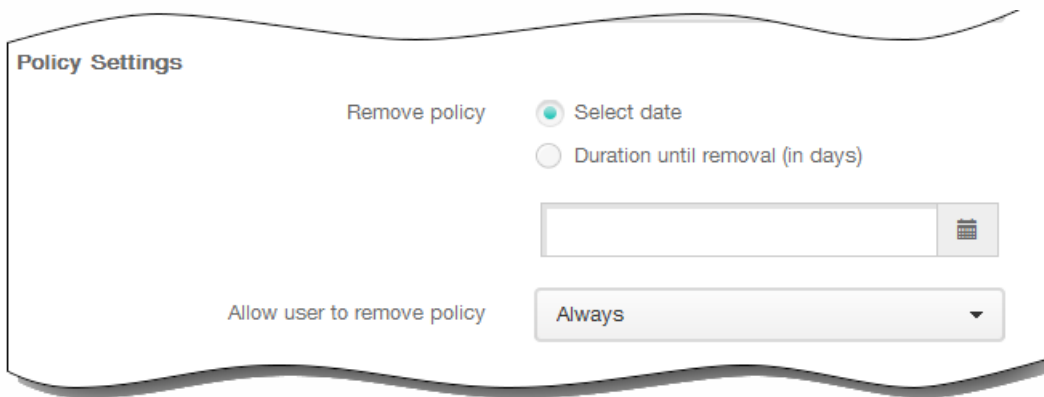 Policy Settings
Remove policy
Select date
Duration until removal (in days)
Allow user to remove policy
Always